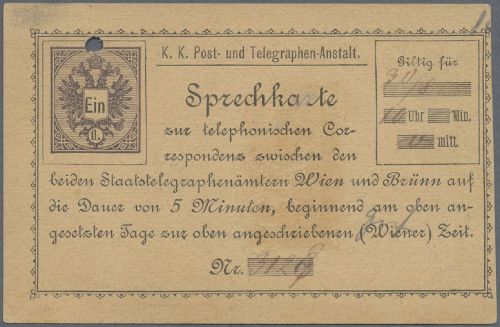 K. K. Post- und Telegraphen-Anstalt.
Ein
fl.
Giltig für
Uhr Min.
mitt.
Sprechkarte
zur telephonischen Cor-
respondenz zwischen den
beiden Staatstelegraphenämtern Wien und Brünn auf
die Dauer von 5 Minuten, beginnend am oben an-
gesetzten Tage zur oben angeschriebenen (Wiener) Zeit.
Nr. 3128